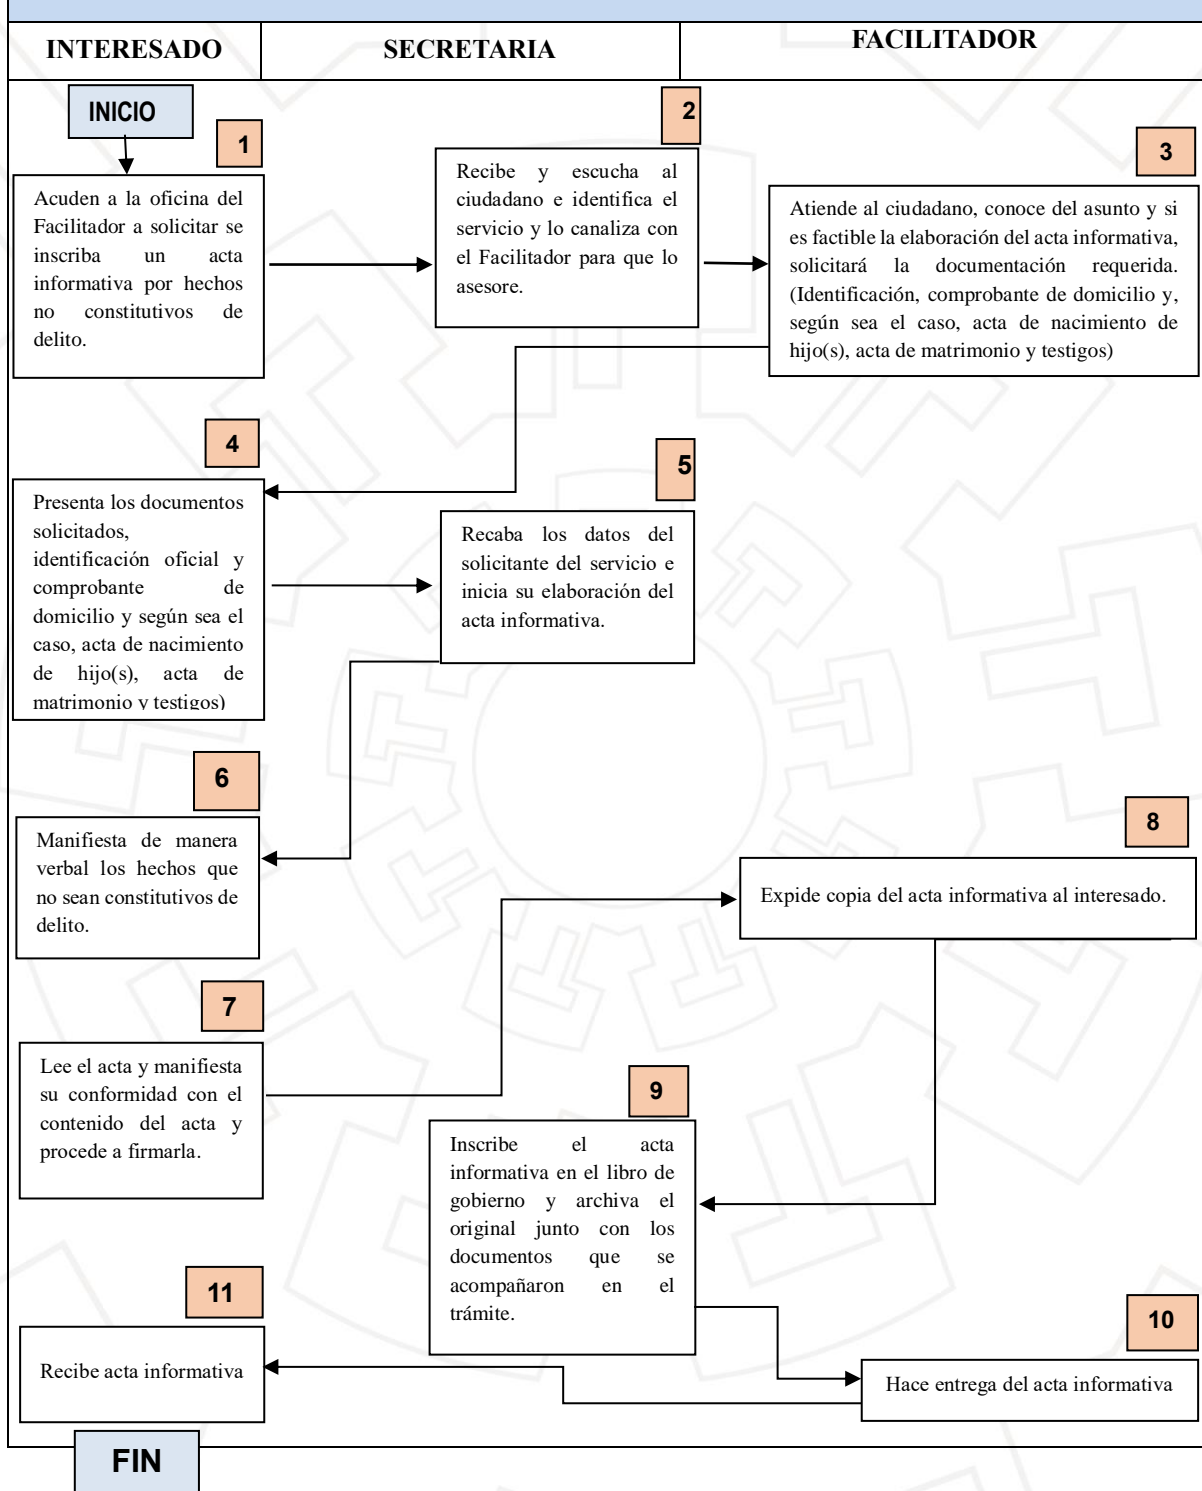 INTERESADO
SECRETARIA
FACILITADOR
INICIO
1
Acuden a la oficina del
Facilitador a solicitar se
inscriba un acta
informativa por hechos
no constitutivos de
delito.
2
Recibe y escucha al
ciudadano e identifica el
servicio y lo canaliza con
el Facilitador para que lo
asesore.
3
Atiende al ciudadano, conoce del asunto y si
es factible la elaboración del acta informativa,
solicitará la documentación requerida.
(Identificación, comprobante de domicilio y,
según sea el caso, acta de nacimiento de
hijo(s), acta de matrimonio y testigos)
4
Presenta los documentos
solicitados,
identificación oficial y
comprobante de
domicilio y según sea el
caso, acta de nacimiento
de hijo(s), acta de
matrimonio y testigos)
5
Recaba los datos del
solicitante del servicio e
inicia su elaboración del
acta informativa.
6
Manifiesta de manera
verbal los hechos que
no sean constitutivos de
delito.
7
Lee el acta y manifiesta
su conformidad con el
contenido del acta y
procede a firmarla.
8
Expide copia del acta informativa al interesado.
9
Inscribe el acta
informativa en el libro de
gobierno y archiva el
original junto con los
documentos que se
acompañaron en el
trámite.
10
Hace entrega del acta informativa
11
Recibe acta informativa
FIN